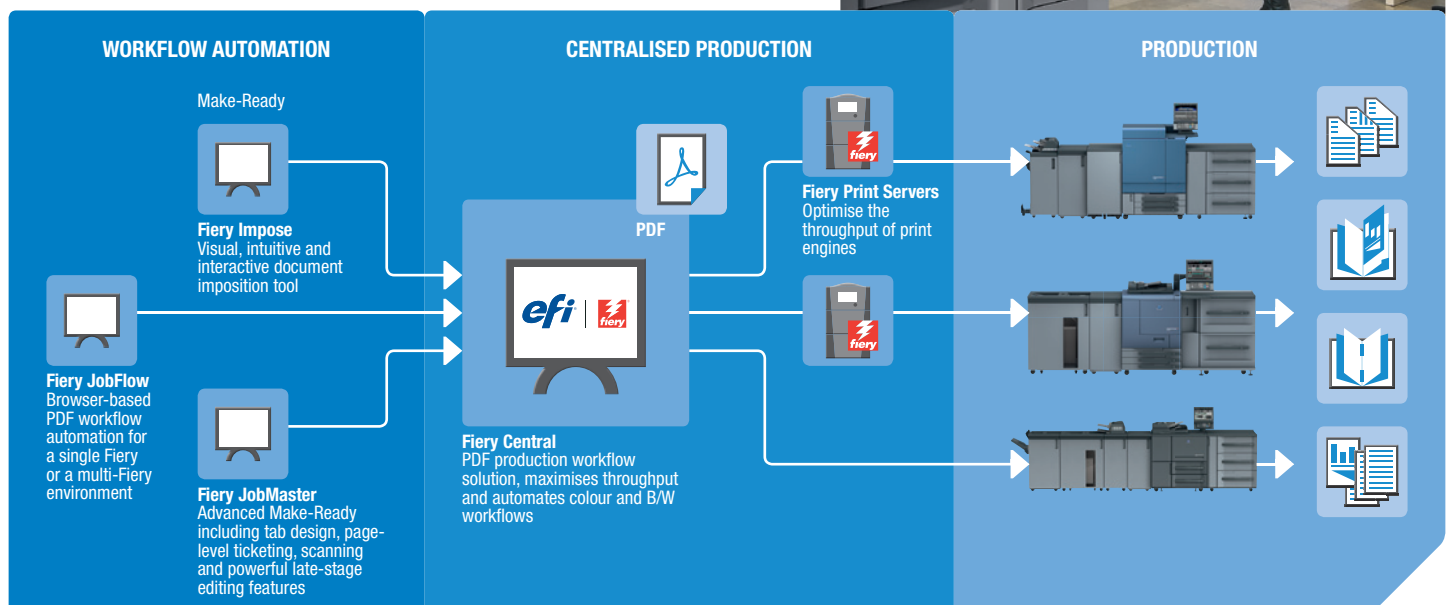 WORKFLOW AUTOMATION
Make-Ready
Fiery Impose
Visual, intuitive and
interactive document
imposition tool
Fiery JobFlow
Browser-based
PDF workflow
automation for
a single Fiery
or a multi-Fiery
environment
Fiery JobMaster
Advanced Make-Ready
including tab design, page-
level ticketing, scanning
and powerful late-stage
editing features
CENTRALISED PRODUCTION
PDF
efi
fiery
Fiery Central
PDF production workflow
solution, maximises throughput
and automates colour and B/W
workflows
fiery
Fiery Print Servers
Optimise the
throughput of print
engines
fiery
PRODUCTION